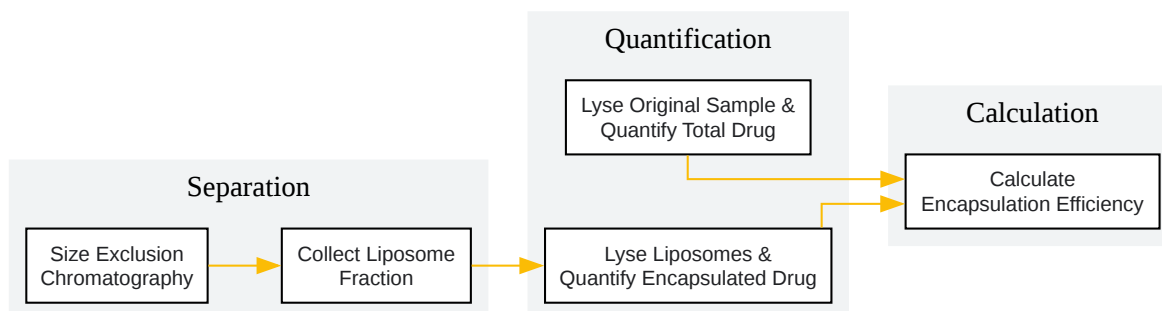 Separation
Size Exclusion
Chromatography
Collect Liposome
Fraction
Quantification
Lyse Original Sample &
Quantify Total Drug
Lyse Liposomes &
Quantify Encapsulated Drug
Calculation
Calculate
Encapsulation Efficiency